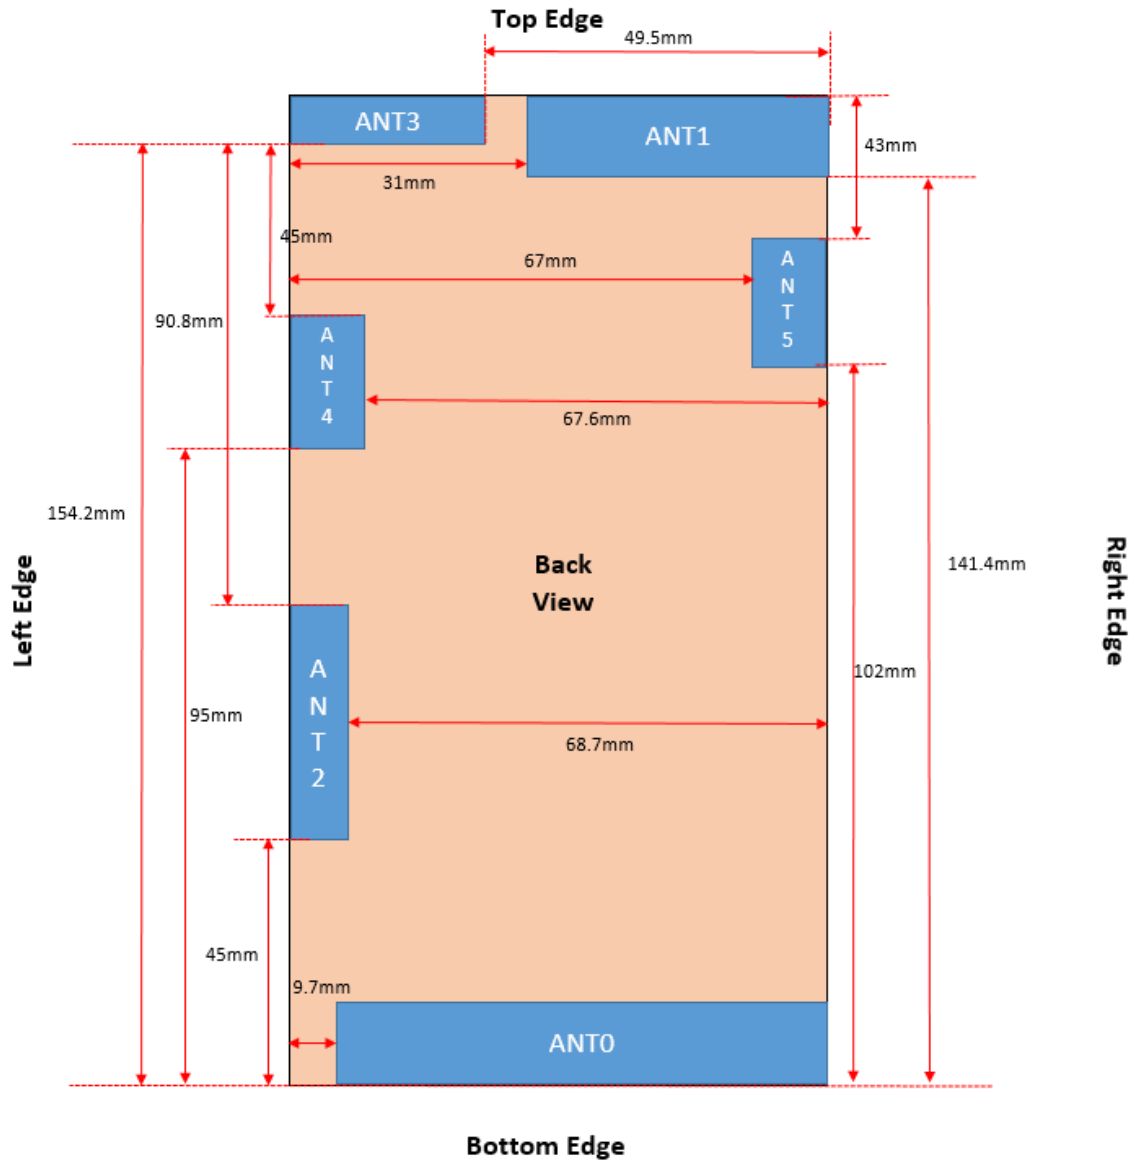 Top Edge
49.5mm
ANT3
ANT1
43mm
31mm
45mm
67mm
A
N
T
5
90.8mm
A
N
T
4
67.6mm
154.2mm
Back
View
Left Edge
Right Edge
141.4mm
102mm
A
N
T
2
95mm
68.7mm
45mm
9.7mm
ANT0
Bottom Edge